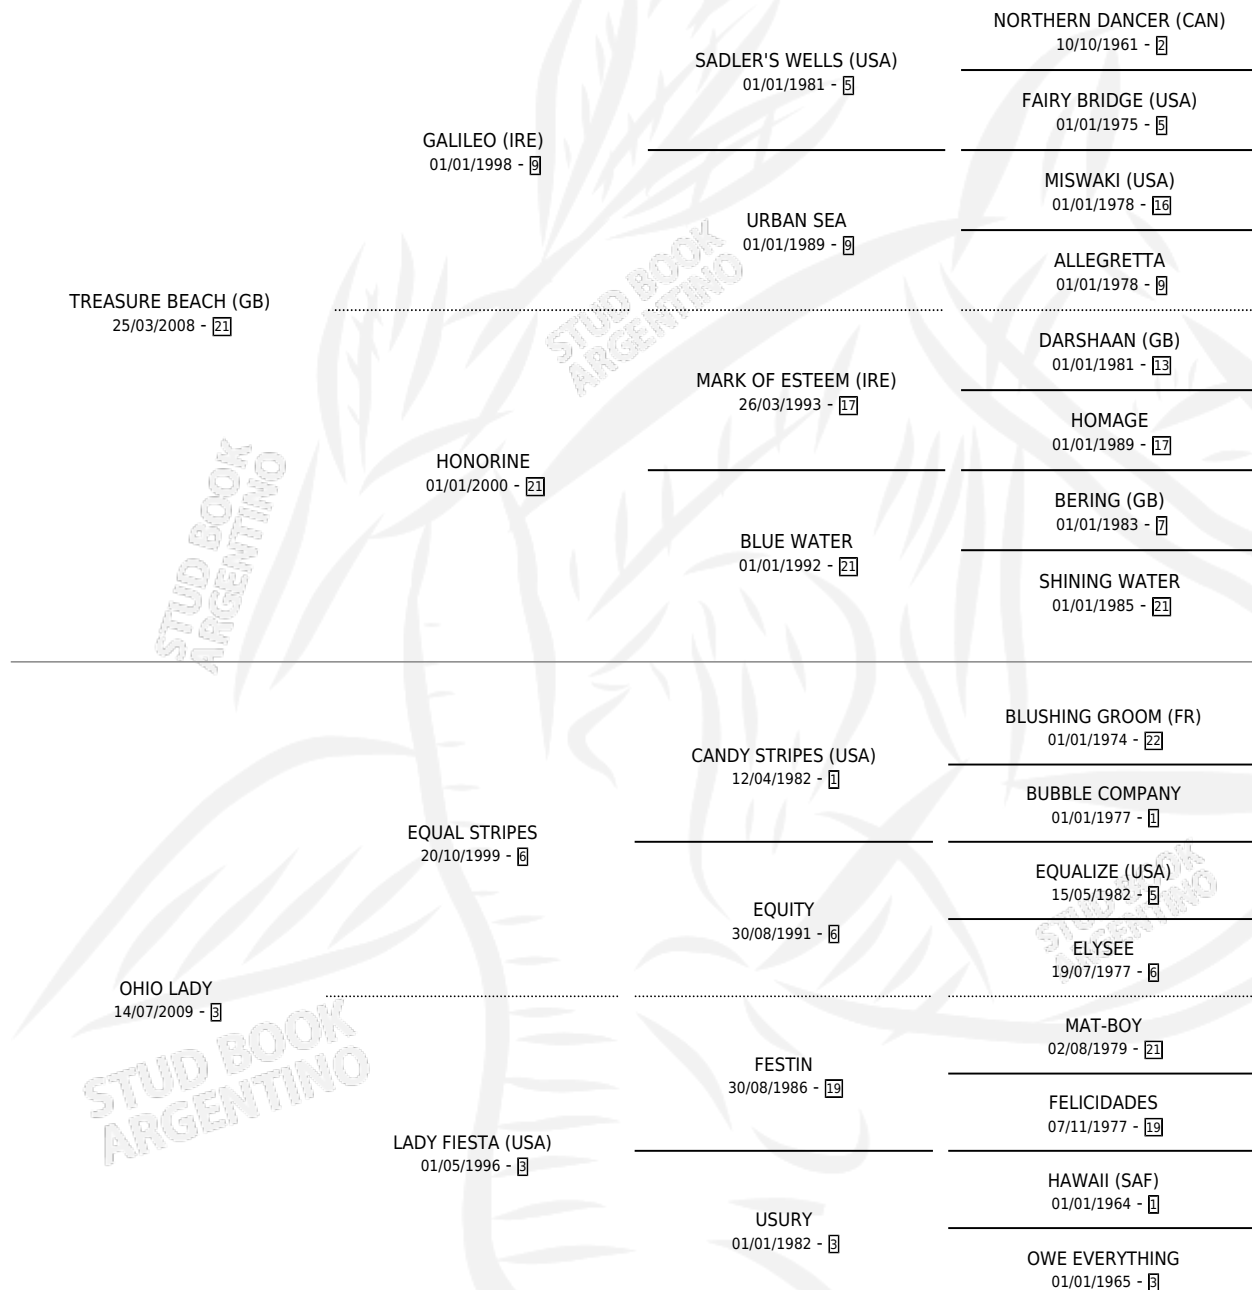 NORTHERN DANCER (CAN)
10/10/1961 - 2
SADLER'S WELLS (USA)
01/01/1981 - 5
FAIRY BRIDGE (USA)
01/01/1975 - 5
GALILEO (IRE)
01/01/1998 - 9
MISWAKI (USA)
01/01/1978 - 16
URBAN SEA
01/01/1989 - 9
ALLEGRETTA
01/01/1978 - 9
TREASURE BEACH (GB)
25/03/2008 - 21
STUD BOOK
ARGENTINO
DARSHAAN (GB)
01/01/1981 - 13
MARK OF ESTEEM (IRE)
26/03/1993 - 17
HOMAGE
01/01/1989 - 17
HONORINE
01/01/2000 - 21
BERING (GB)
01/01/1983 - 7
BLUE WATER
01/01/1992 - 21
SHINING WATER
01/01/1985 - 21
STUD BOOK
ARGENTINO
BLUSHING GROOM (FR)
01/01/1974 - 22
CANDY STRIPES (USA)
12/04/1982 - 1
BUBBLE COMPANY
01/01/1977 - 1
EQUAL STRIPES
20/10/1999 - 6
EQUALIZE (USA)
15/05/1982 - 5
EQUITY
30/08/1991 - 6
ELYSEE
19/07/1977 - 6
STUD BOOK
ARGENTINO
OHIO LADY
14/07/2009 - 3
STUD BOOK
ARGENTINO
MAT-BOY
02/08/1979 - 21
FESTIN
30/08/1986 - 19
FELICIDADES
07/11/1977 - 19
LADY FIESTA (USA)
01/05/1996 - 3
HAWAII (SAF)
01/01/1964 - 1
USURY
01/01/1982 - 3
OWE EVERYTHING
01/01/1965 - 3